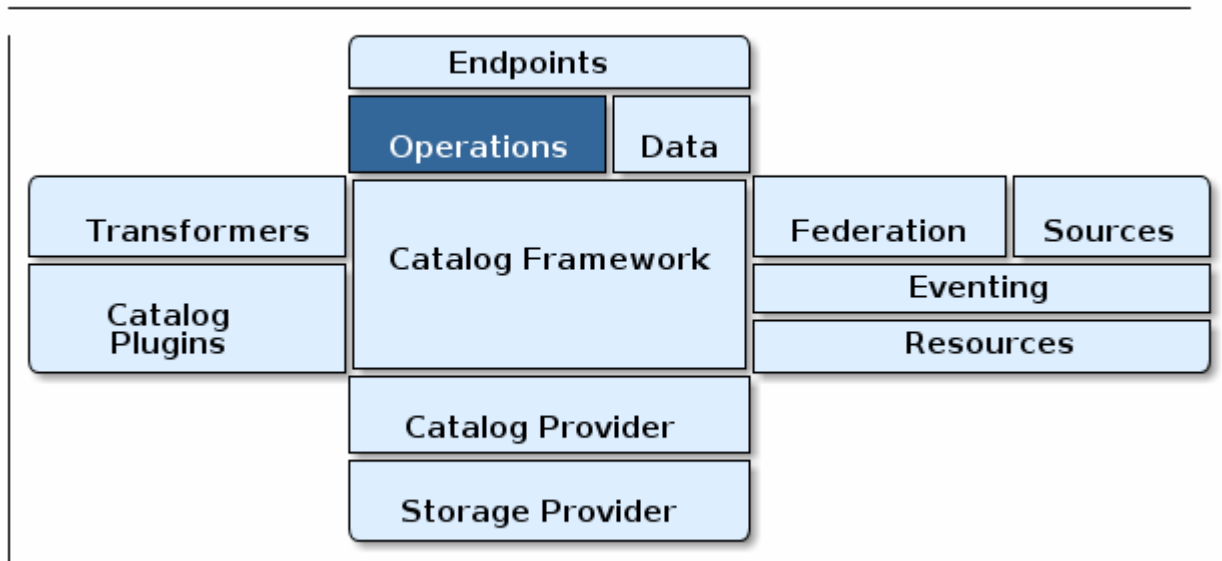 Endpoints
Operations
Data
Transformers
Catalog Framework
Federation
Sources
Catalog
Plugins
Eventing
Resources
Catalog Provider
Storage Provider